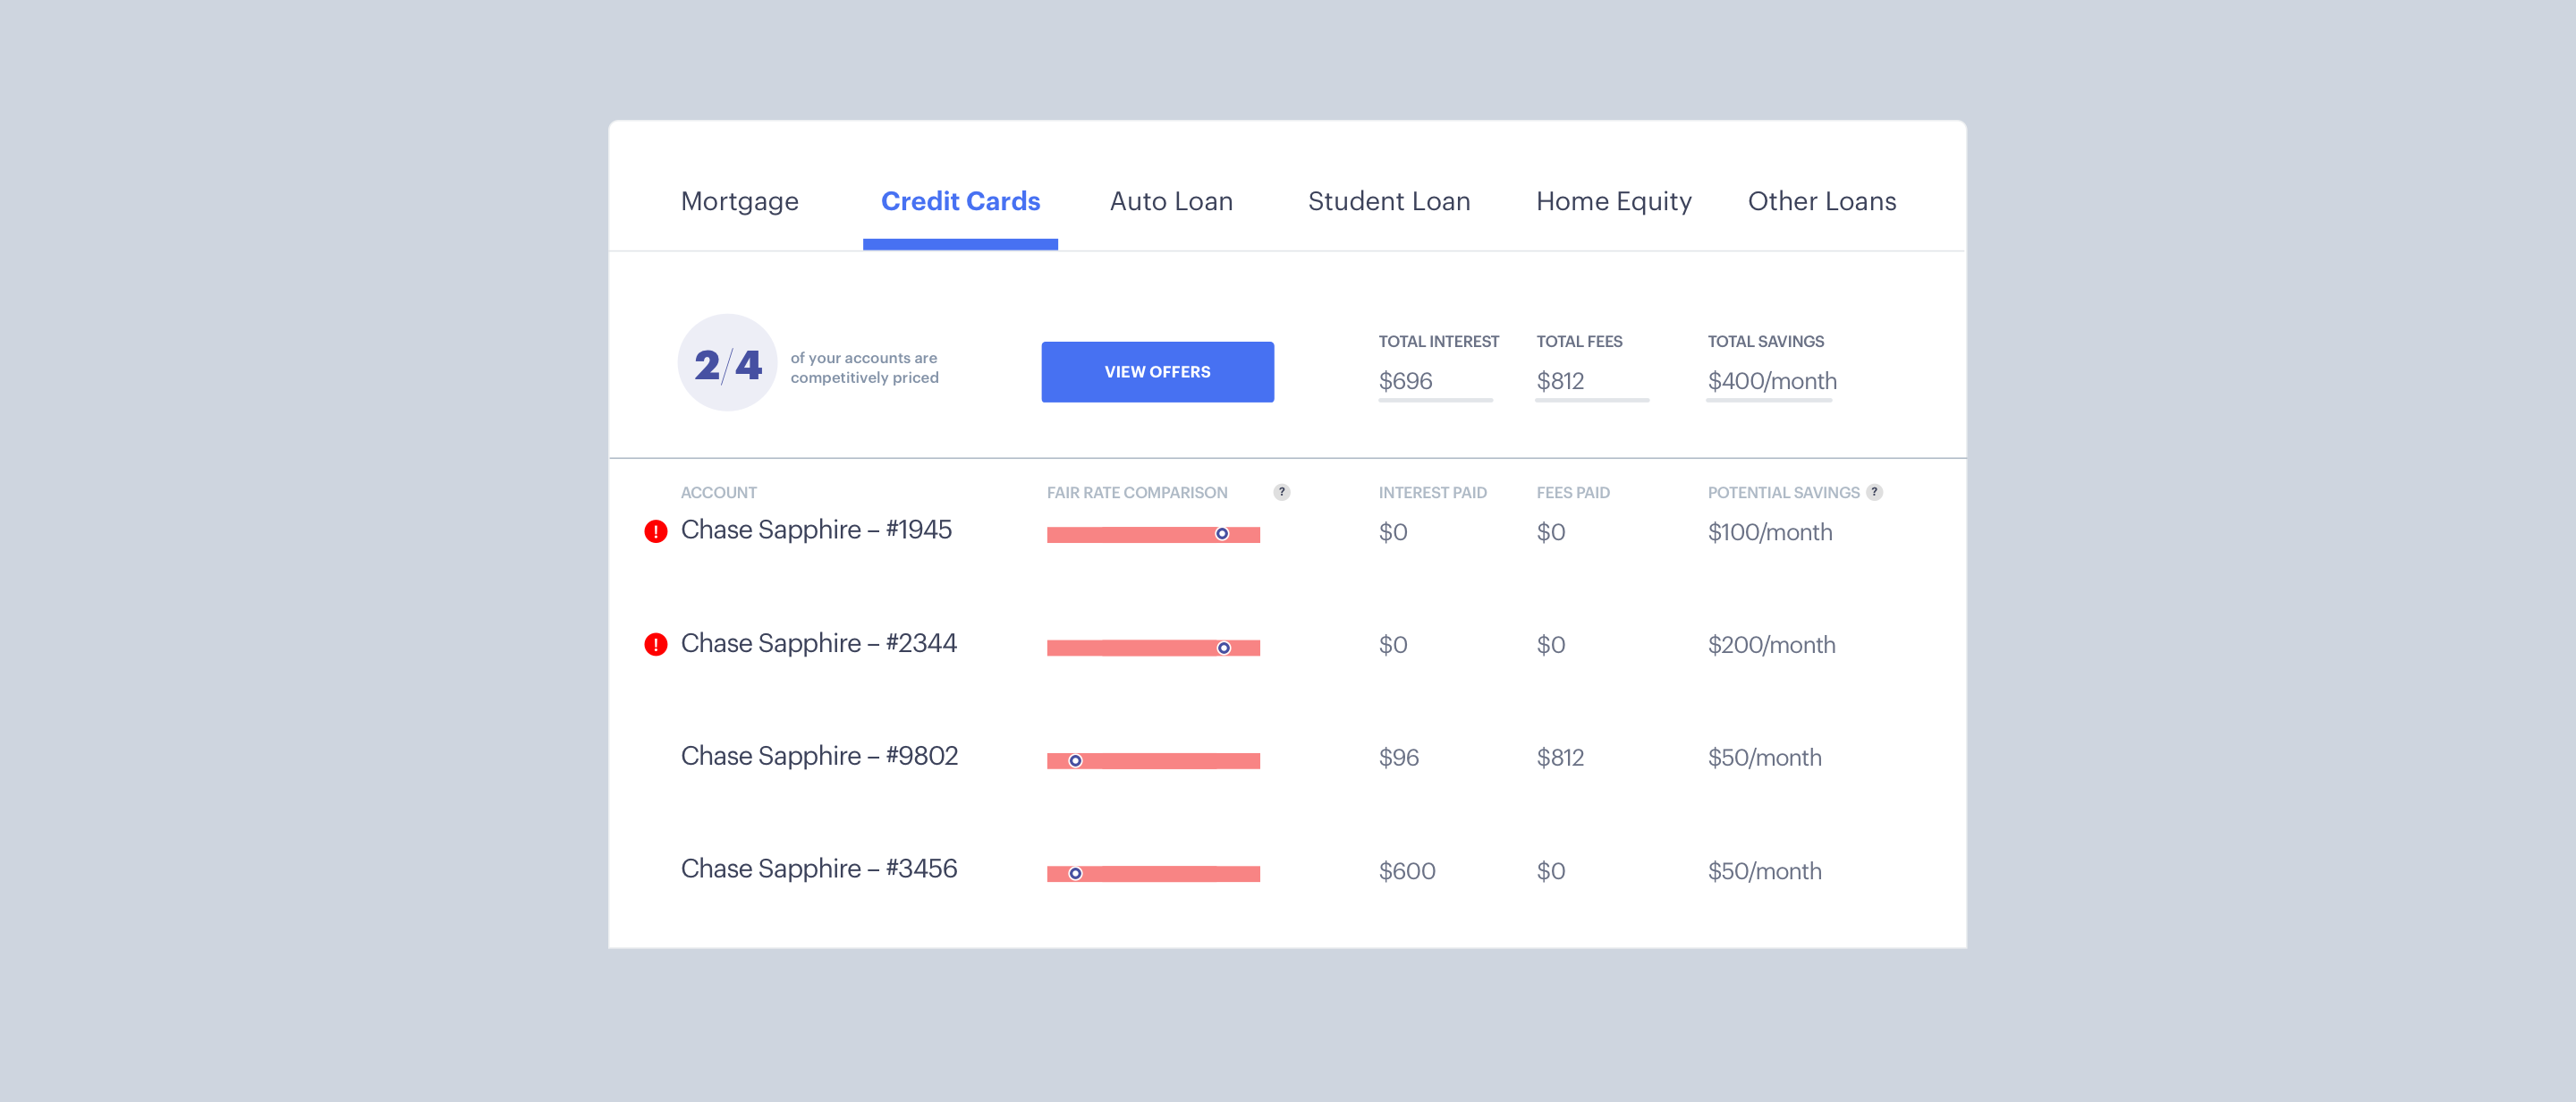 Mortgage Credit Cards Auto Loan Student Loan Home Equity Other Loans
2/4
of your accounts are
competitively priced
VIEW OFFERS
TOTAL INTEREST TOTAL FEES TOTAL SAVINGS
$696 $812 $400/month
ACCOUNT FAIR RATE COMPARISON ? INTEREST PAID FEES PAID POTENTIAL SAVINGS ?
! Chase Sapphire – #1945 $0 $0 $100/month
! Chase Sapphire – #2344 $0 $0 $200/month
Chase Sapphire – #9802 $96 $812 $50/month
Chase Sapphire – #3456 $600 $0 $50/month